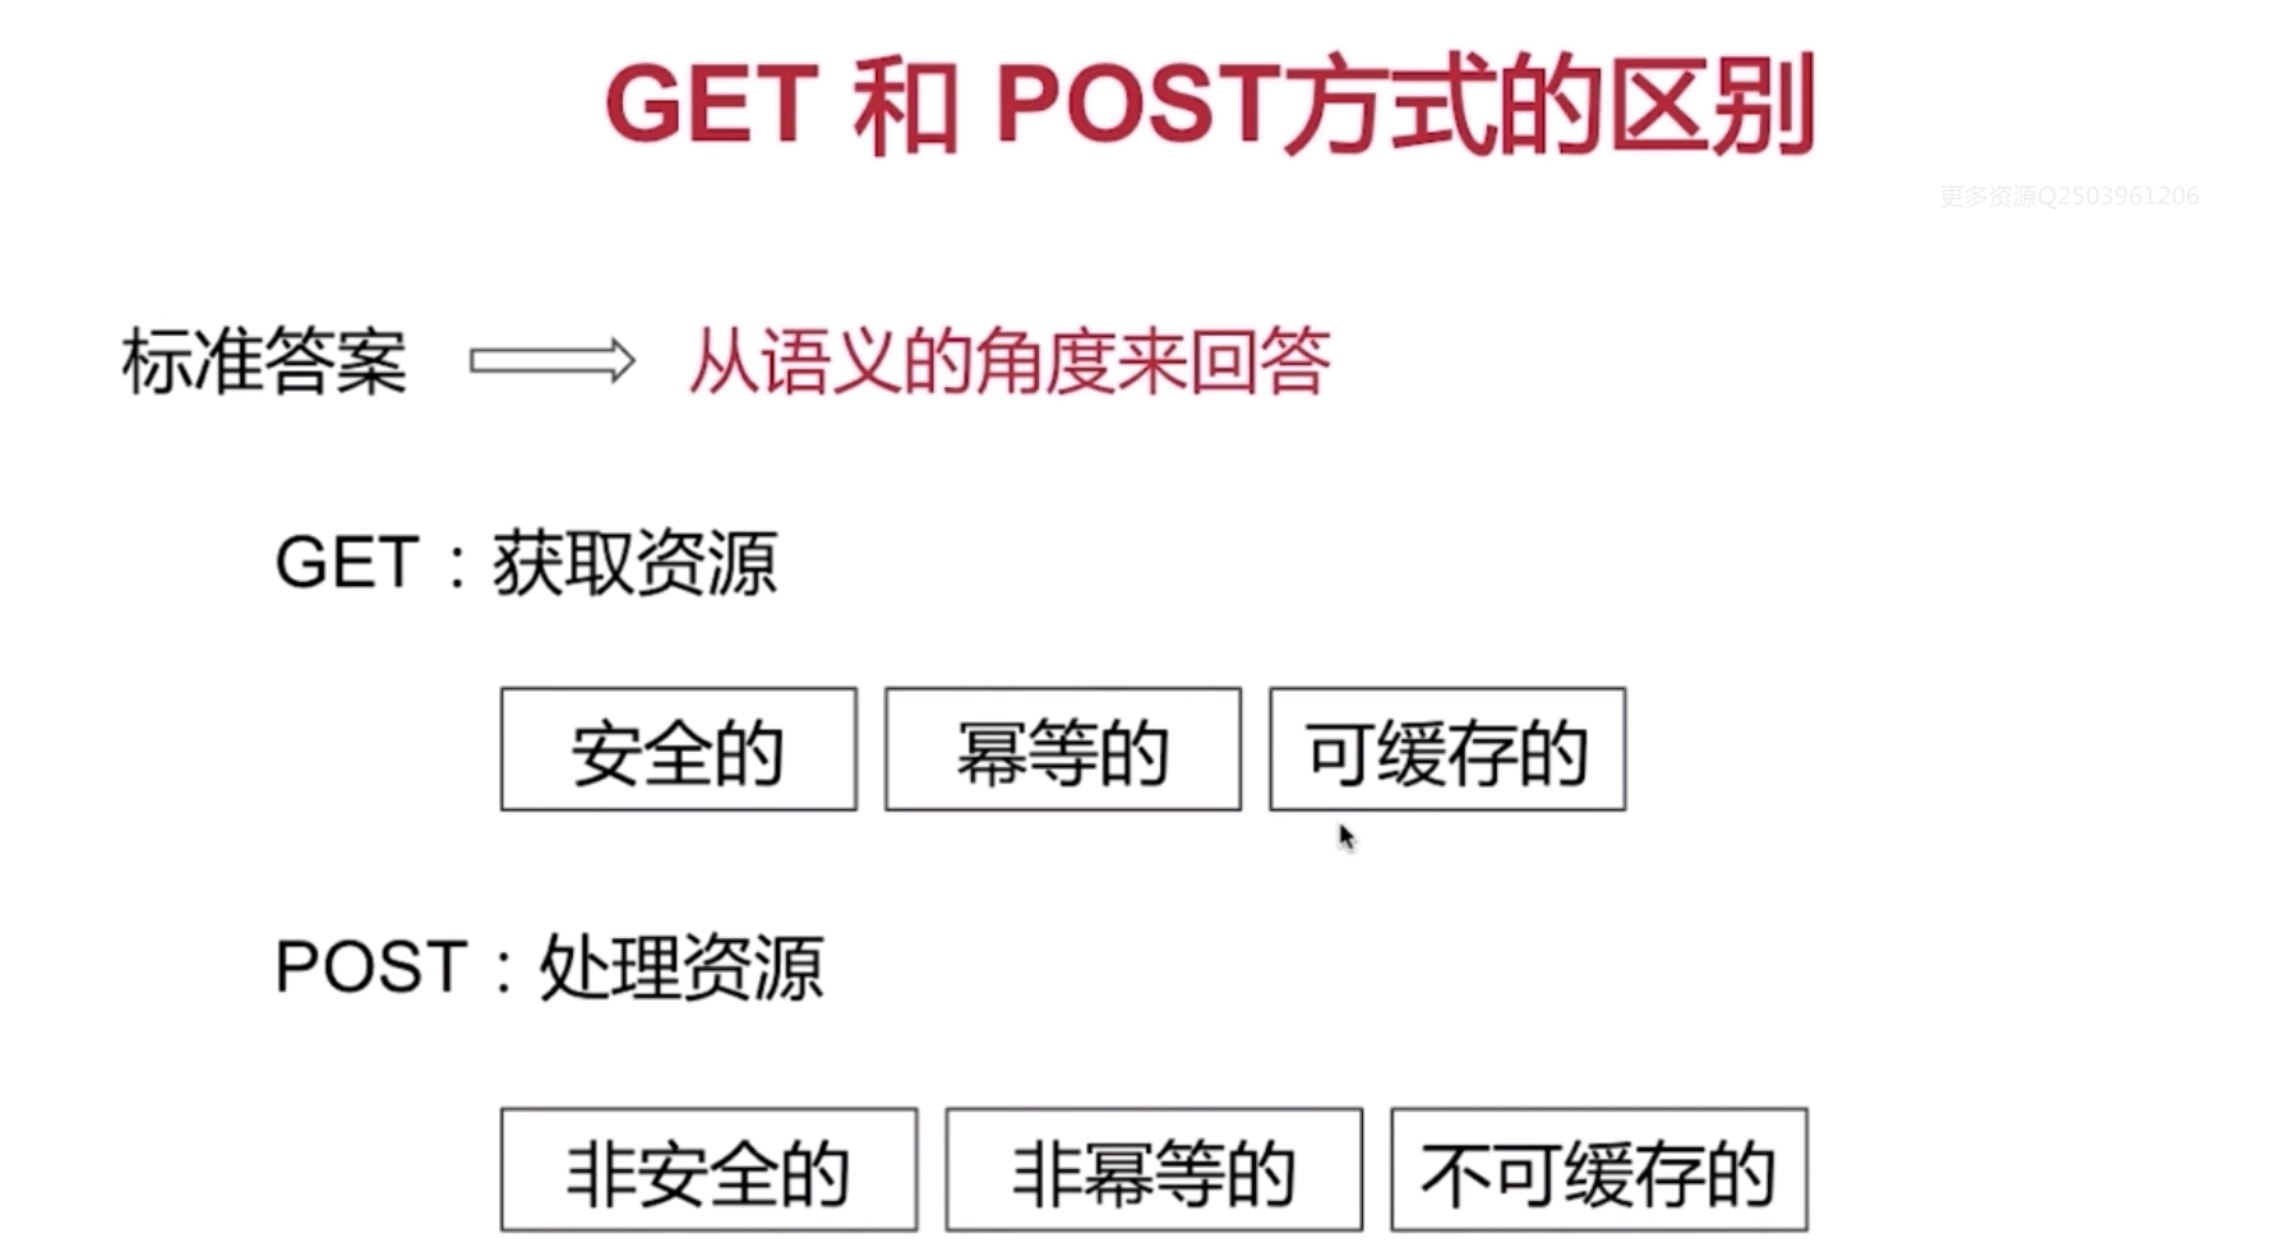 GET 和 POST方式的区别
更多资源Q2503961206
标准答案 从语义的角度来回答
GET：获取资源
安全的 幂等的 可缓存的
POST：处理资源
非安全的 非幂等的 不可缓存的